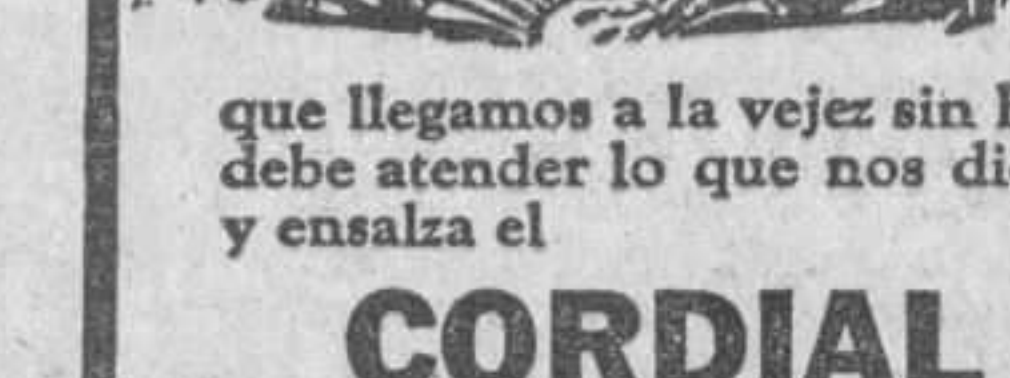 que llegamos a la vejez sin
debe atender lo que nos
y ensalza el
CORDIAL